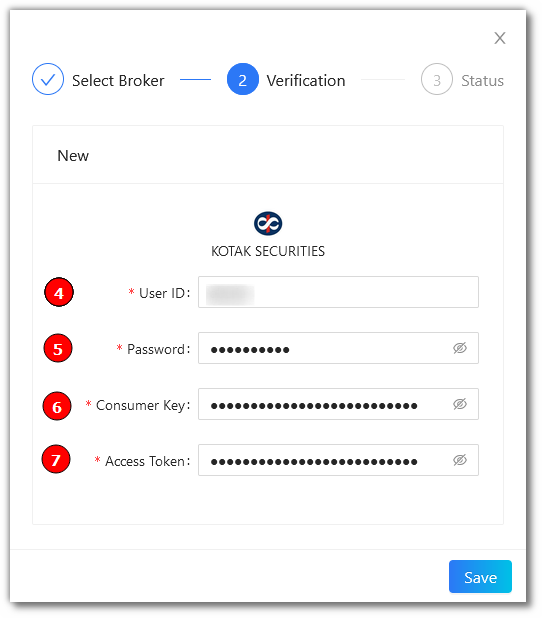 Select Broker
2 Verification
3 Status
New
KOTAK SECURITIES
4 * User ID:
5 * Password: ●●●●●●●●●●
6 * Consumer Key: ●●●●●●●●●●●●●●●●●●●●●●●●●●
7 * Access Token: ●●●●●●●●●●●●●●●●●●●●●●●●●●
Save